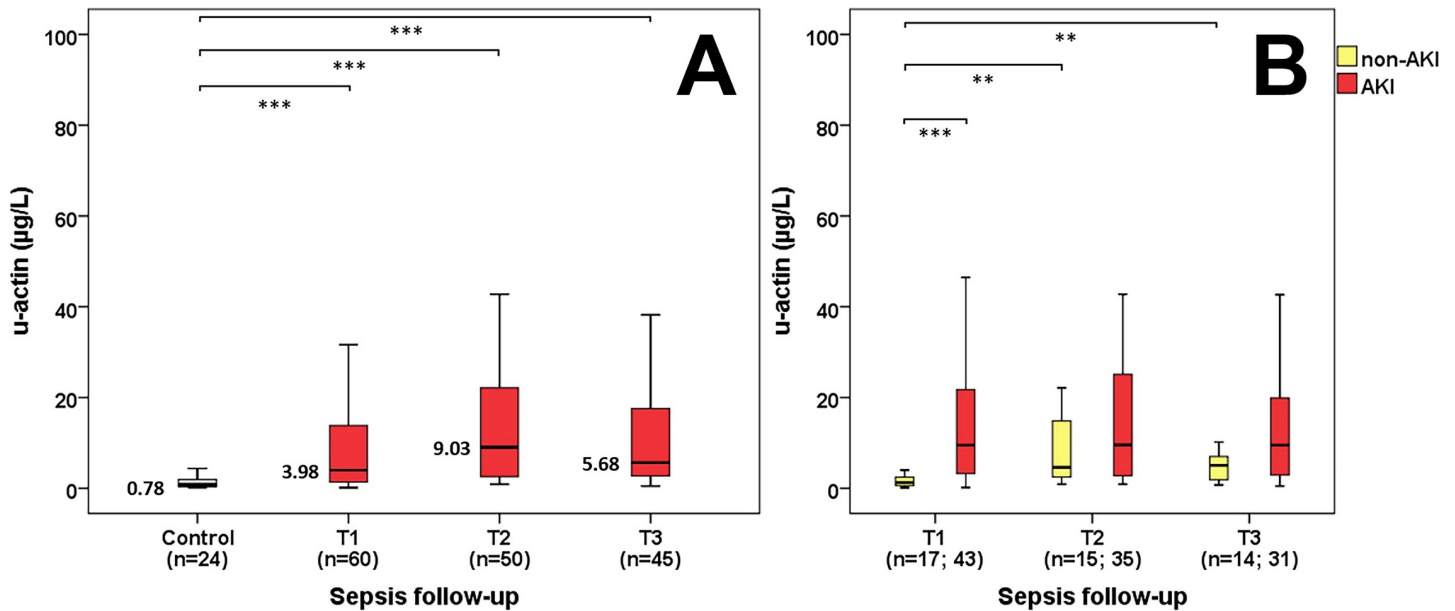 A
***
***
***
100
80
60
40
20
0
u-actin (µg/L)
0.78
3.98
9.03
5.68
Control
(n=24)
T1
(n=60)
T2
(n=50)
T3
(n=45)
Sepsis follow-up
B
**
**
***
100
80
60
40
20
0
u-actin (µg/L)
T1
(n=17; 43)
T2
(n=15; 35)
T3
(n=14; 31)
Sepsis follow-up
non-AKI
AKI